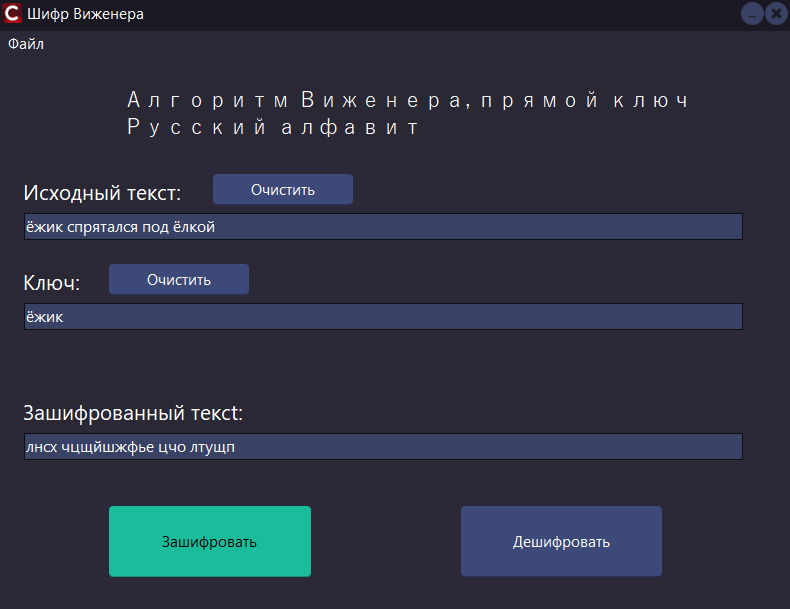 Шифр Виженера
Файл
Алгоритм Виженера, прямой ключ
Русский алфавит
Исходный текст:
Очистить
ёжик спрятался под ёлкой
Ключ:
Очистить
ёжик
Зашифрованный текст:
лнсх чцщйшжфье цчо лтущп
Зашифровать
Дешифровать